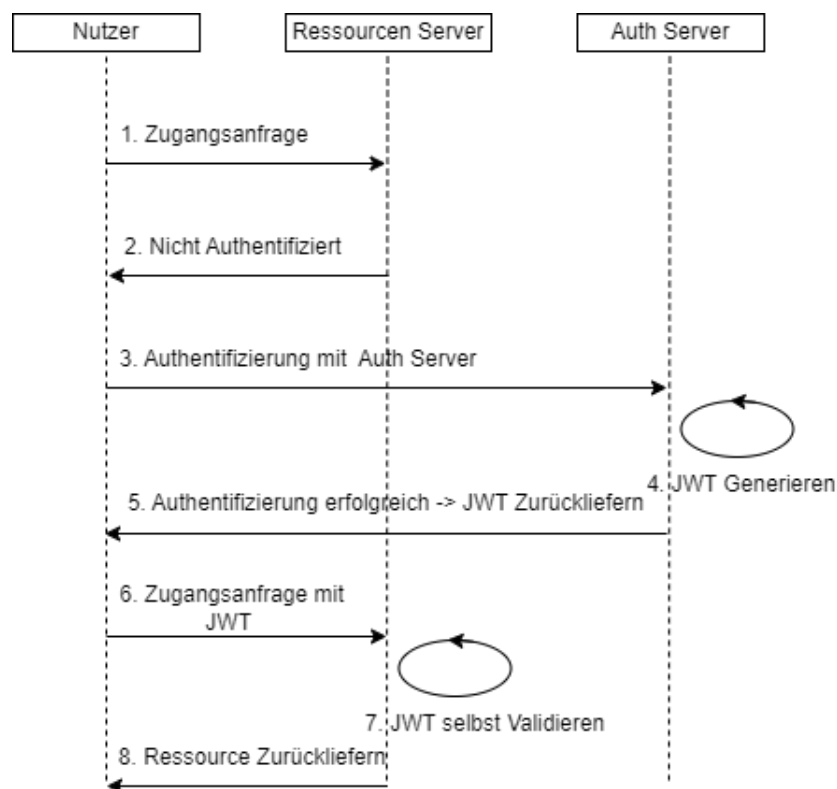 Nutzer
Ressourcen Server
Auth Server
1. Zugangsanfrage
2. Nicht Authentifiziert
3. Authentifizierung mit Auth Server
4. JWT Generieren
5. Authentifizierung erfolgreich -> JWT Zurückliefern
6. Zugangsanfrage mit
JWT
7. JWT selbst Validieren
8. Ressource Zurückliefern